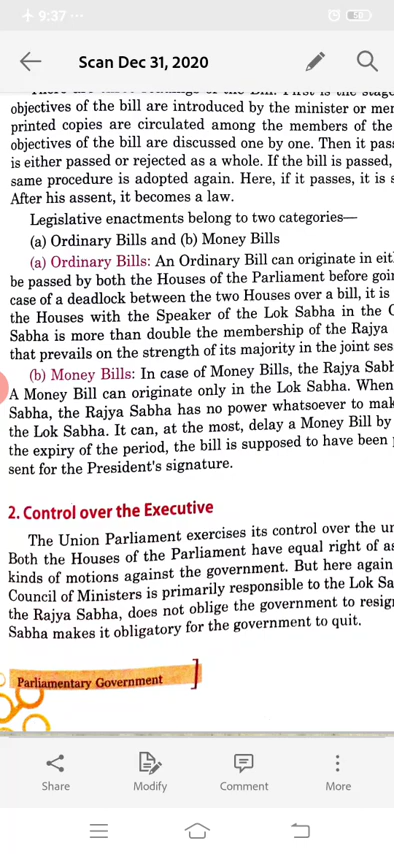 9:37
Scan Dec 31, 2020
objectives of the bill are introduced by the minister or mem
printed copies are circulated among the members of the
objectives of the bill are discussed one by one. Then it pass
is either passed or rejected as a whole. If the bill is passed,
same procedure is adopted again. Here, if it passes, it is s
After his assent, it becomes a law.
Legislative enactments belong to two categories—
(a) Ordinary Bills and (b) Money Bills
(a) Ordinary Bills: An Ordinary Bill can originate in eit
be passed by both the Houses of the Parliament before goin
case of a deadlock between the two Houses over a bill, it is
the Houses with the Speaker of the Lok Sabha in the C
Sabha is more than double the membership of the Rajya
that prevails on the strength of its majority in the joint ses
(b) Money Bills: In case of Money Bills, the Rajya Sabh
A Money Bill can originate only in the Lok Sabha. When
Sabha, the Rajya Sabha has no power whatsoever to mak
the Lok Sabha. It can, at the most, delay a Money Bill by
the expiry of the period, the bill is supposed to have been
sent for the President's signature.
2. Control over the Executive
The Union Parliament exercises its control over the un
Both the Houses of the Parliament have equal right of as
kinds of motions against the government. But here again
Council of Ministers is primarily responsible to the Lok Sa
the Rajya Sabha, does not oblige the government to resign
Sabha makes it obligatory for the government to quit.
Parliamentary Government
Share Modify Comment More